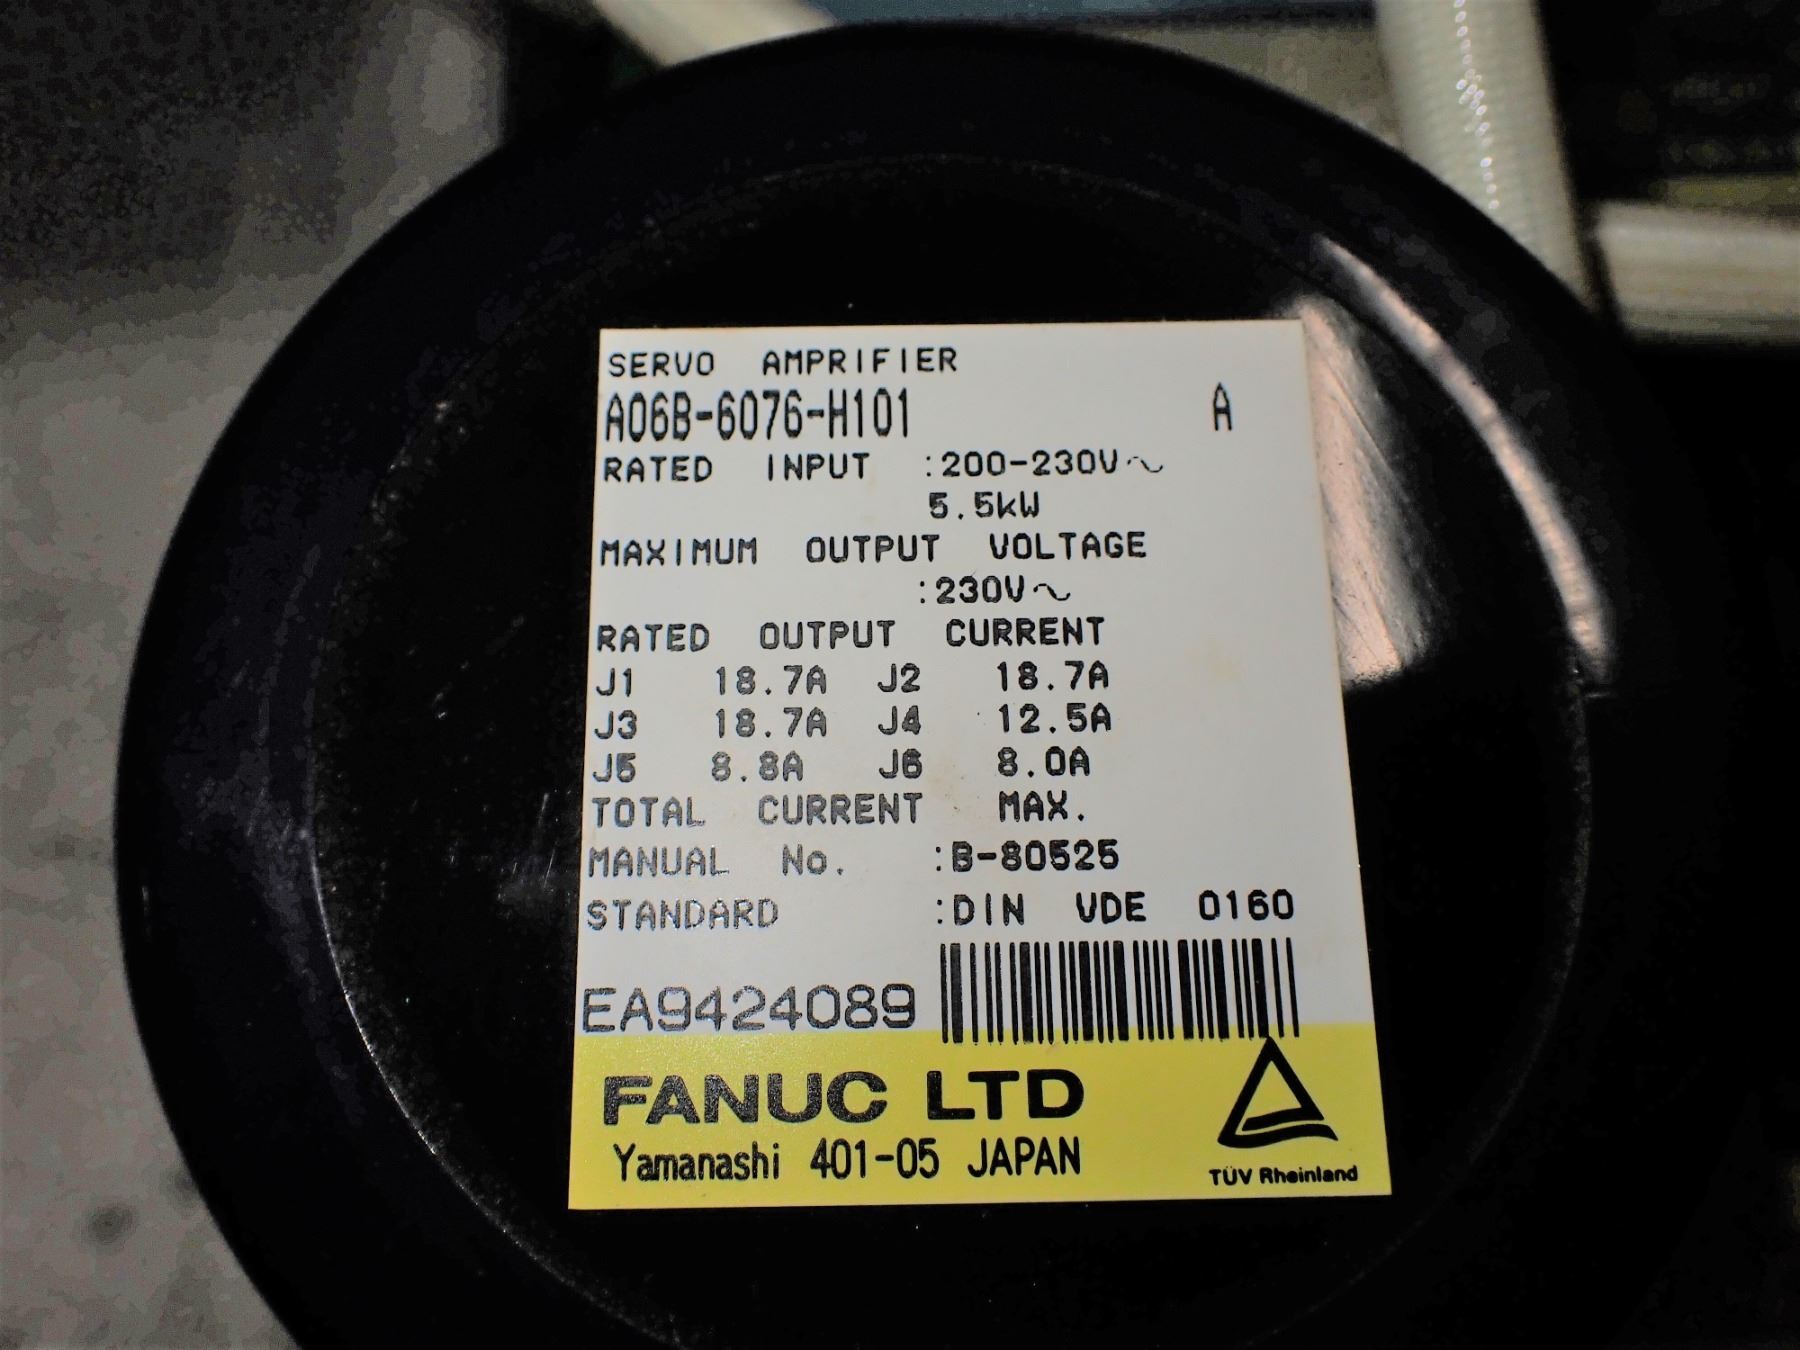 SERVO AMPRIFIER
A06B-6076-H101 A
RATED INPUT :200-230V~
5.5kW
MAXIMUM OUTPUT VOLTAGE
:230V~
RATED OUTPUT CURRENT
J1 18.7A J2 18.7A
J3 18.7A J4 12.5A
J5 8.8A J6 8.0A
TOTAL CURRENT MAX.
MANUAL No. :B-80525
STANDARD :DIN VDE 0160
EA9424089
FANUC LTD
Yamanashi 401-05 JAPAN
TÜV Rheinland